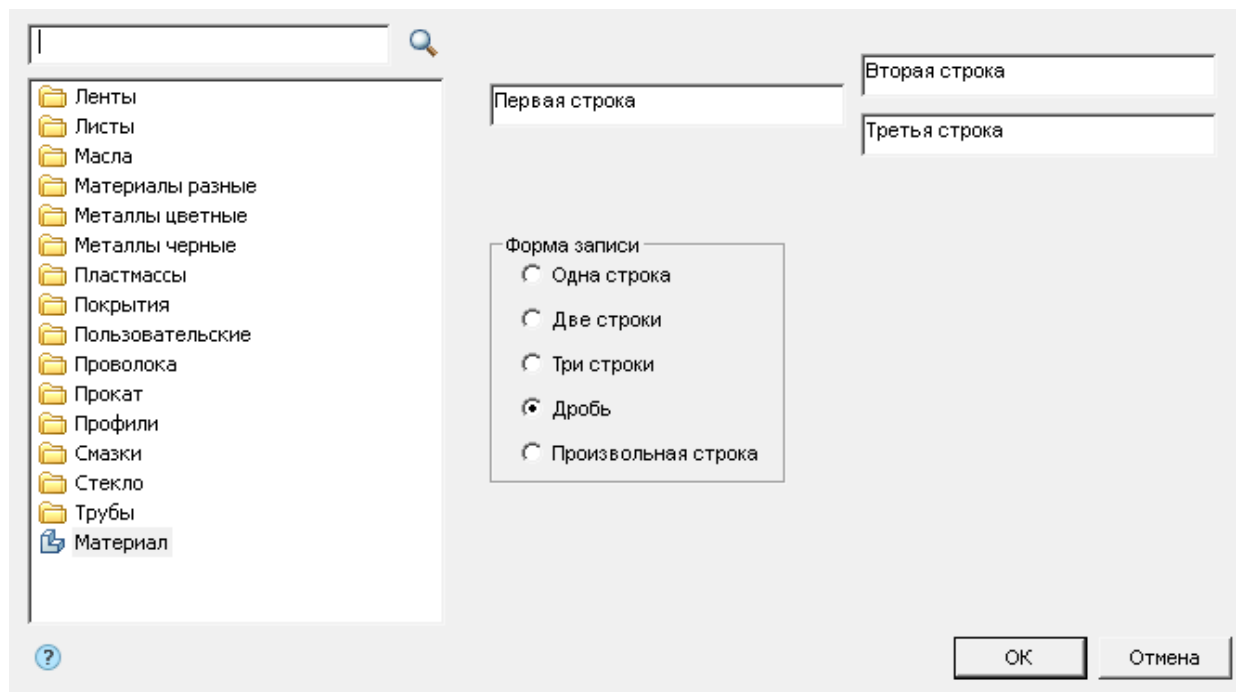 Ленты
Листы
Масла
Материалы разные
Металлы цветные
Металлы черные
Пластмассы
Покрытия
Пользовательские
Проволока
Прокат
Профили
Смазки
Стекло
Трубы
Материал
Первая строка
Вторая строка
Третья строка
Форма записи
Одна строка
Две строки
Три строки
Дробь
Произвольная строка
?
ОК
Отмена